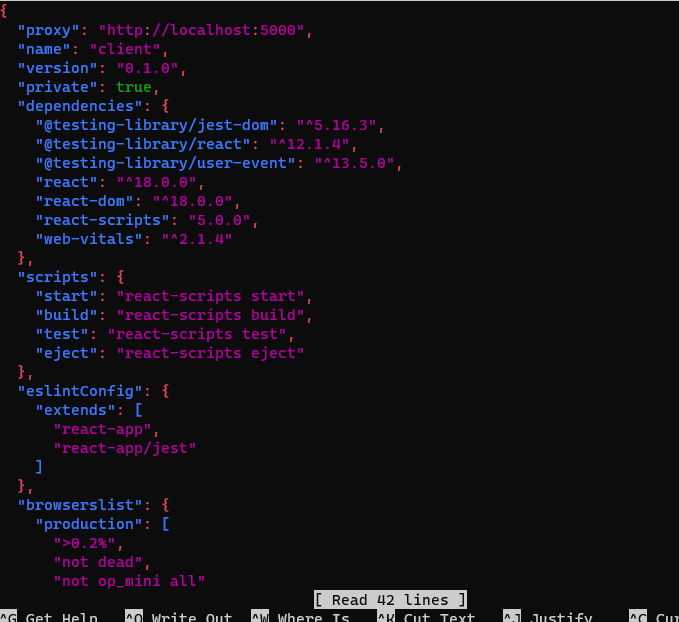 {
  "proxy": "http://localhost:5000",
  "name": "client",
  "version": "0.1.0",
  "private": true,
  "dependencies": {
    "@testing-library/jest-dom": "^5.16.3",
    "@testing-library/react": "^12.1.4",
    "@testing-library/user-event": "^13.5.0",
    "react": "^18.0.0",
    "react-dom": "^18.0.0",
    "react-scripts": "5.0.0",
    "web-vitals": "^2.1.4"
  },
  "scripts": {
    "start": "react-scripts start",
    "build": "react-scripts build",
    "test": "react-scripts test",
    "eject": "react-scripts eject"
  },
  "eslintConfig": {
    "extends": [
      "react-app",
      "react-app/jest"
    ]
  },
  "browserslist": {
    "production": [
      ">0.2%",
      "not dead",
      "not op_mini all"
[ Read 42 lines ]
^G Get Help ^O Write Out ^W Where Is ^K Cut Text ^J Justify ^C Cur